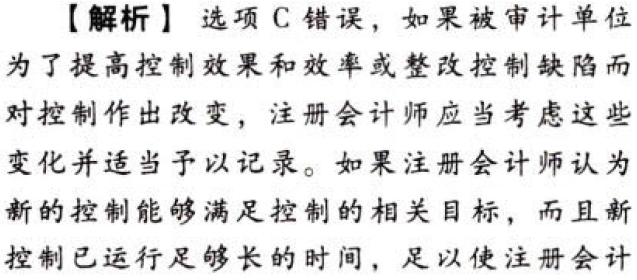 【解析】 选项 C 错误，如果被审计单位
为了提高控制效果和效率或整改控制缺陷而
对控制作出改变，注册会计师应当考虑这些
变化并适当予以记录。如果注册会计师认为
新的控制能够满足控制的相关目标，而且新
控制已运行足够长的时间，足以使注册会计